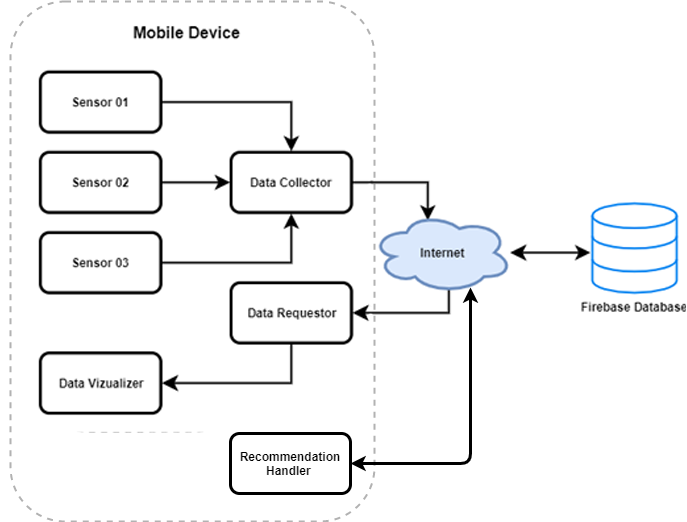 Mobile Device
Sensor 01
Sensor 02
Data Collector
Sensor 03
Internet
Firebase Database
Data Requestor
Data Vizualizer
Recommendation
Handler